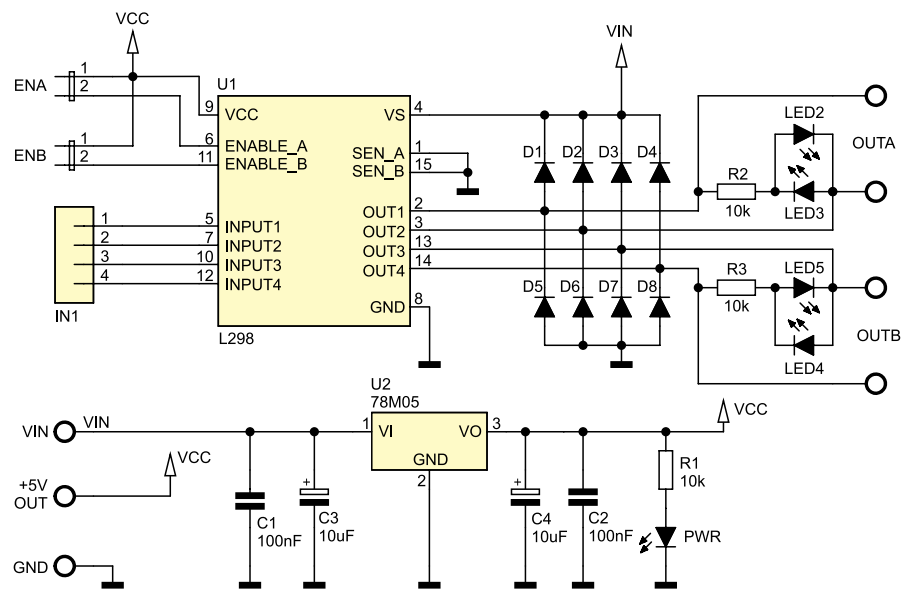 VCC
VIN
ENA
1
2
ENB
1
2
U1
9 VCC
6 ENABLE_A
11 ENABLE_B
5 INPUT1
7 INPUT2
10 INPUT3
12 INPUT4
VS 4
SEN_A 1
SEN_B 15
OUT1 2
OUT2 3
OUT3 13
OUT4 14
GND 8
L298
1
2
3
4
IN1
D1 D2 D3 D4
D5 D6 D7 D8
LED2
OUTA
R2
10k
LED3
R3
10k
LED5
OUTB
LED4
U2
78M05
VIN VIN
1 VI
VO 3
GND
2
VCC
+5V
OUT
VCC
GND
C1
100nF
+
C3
10uF
+
C4
10uF
C2
100nF
R1
10k
PWR